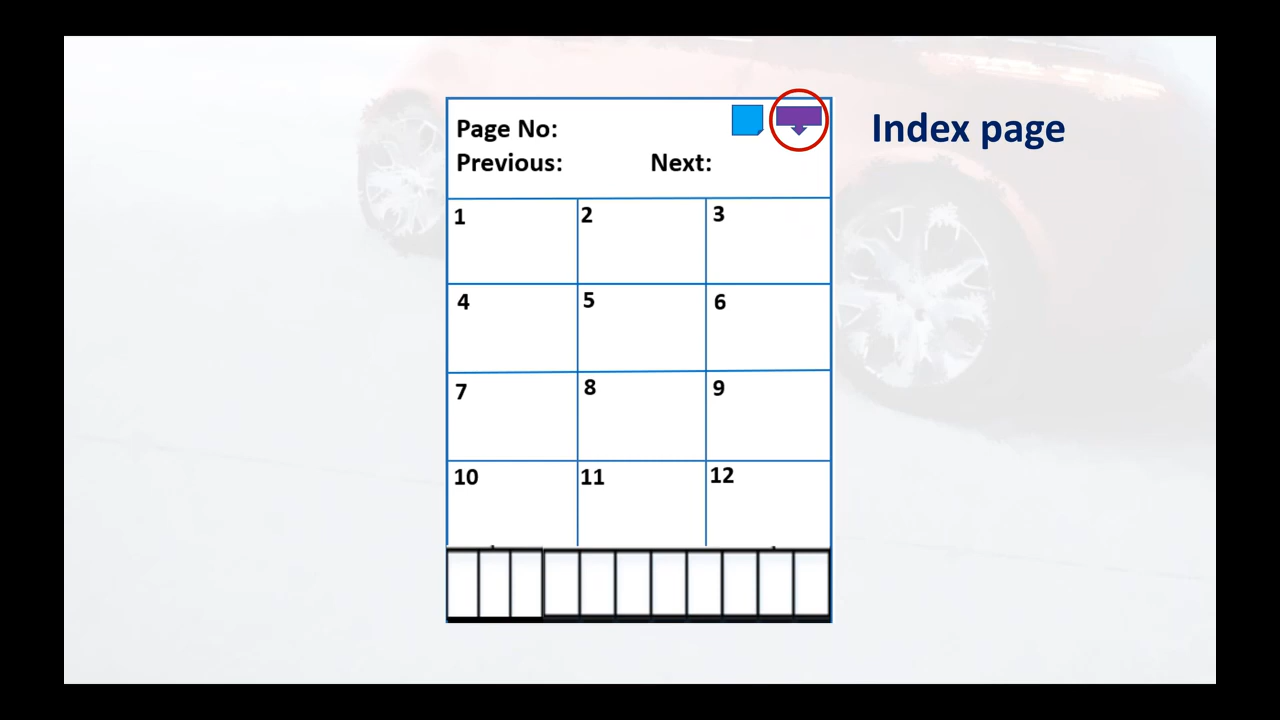 Page No:
Index page
Previous: Next:
1 2 3
4 5 6
7 8 9
10 11 12